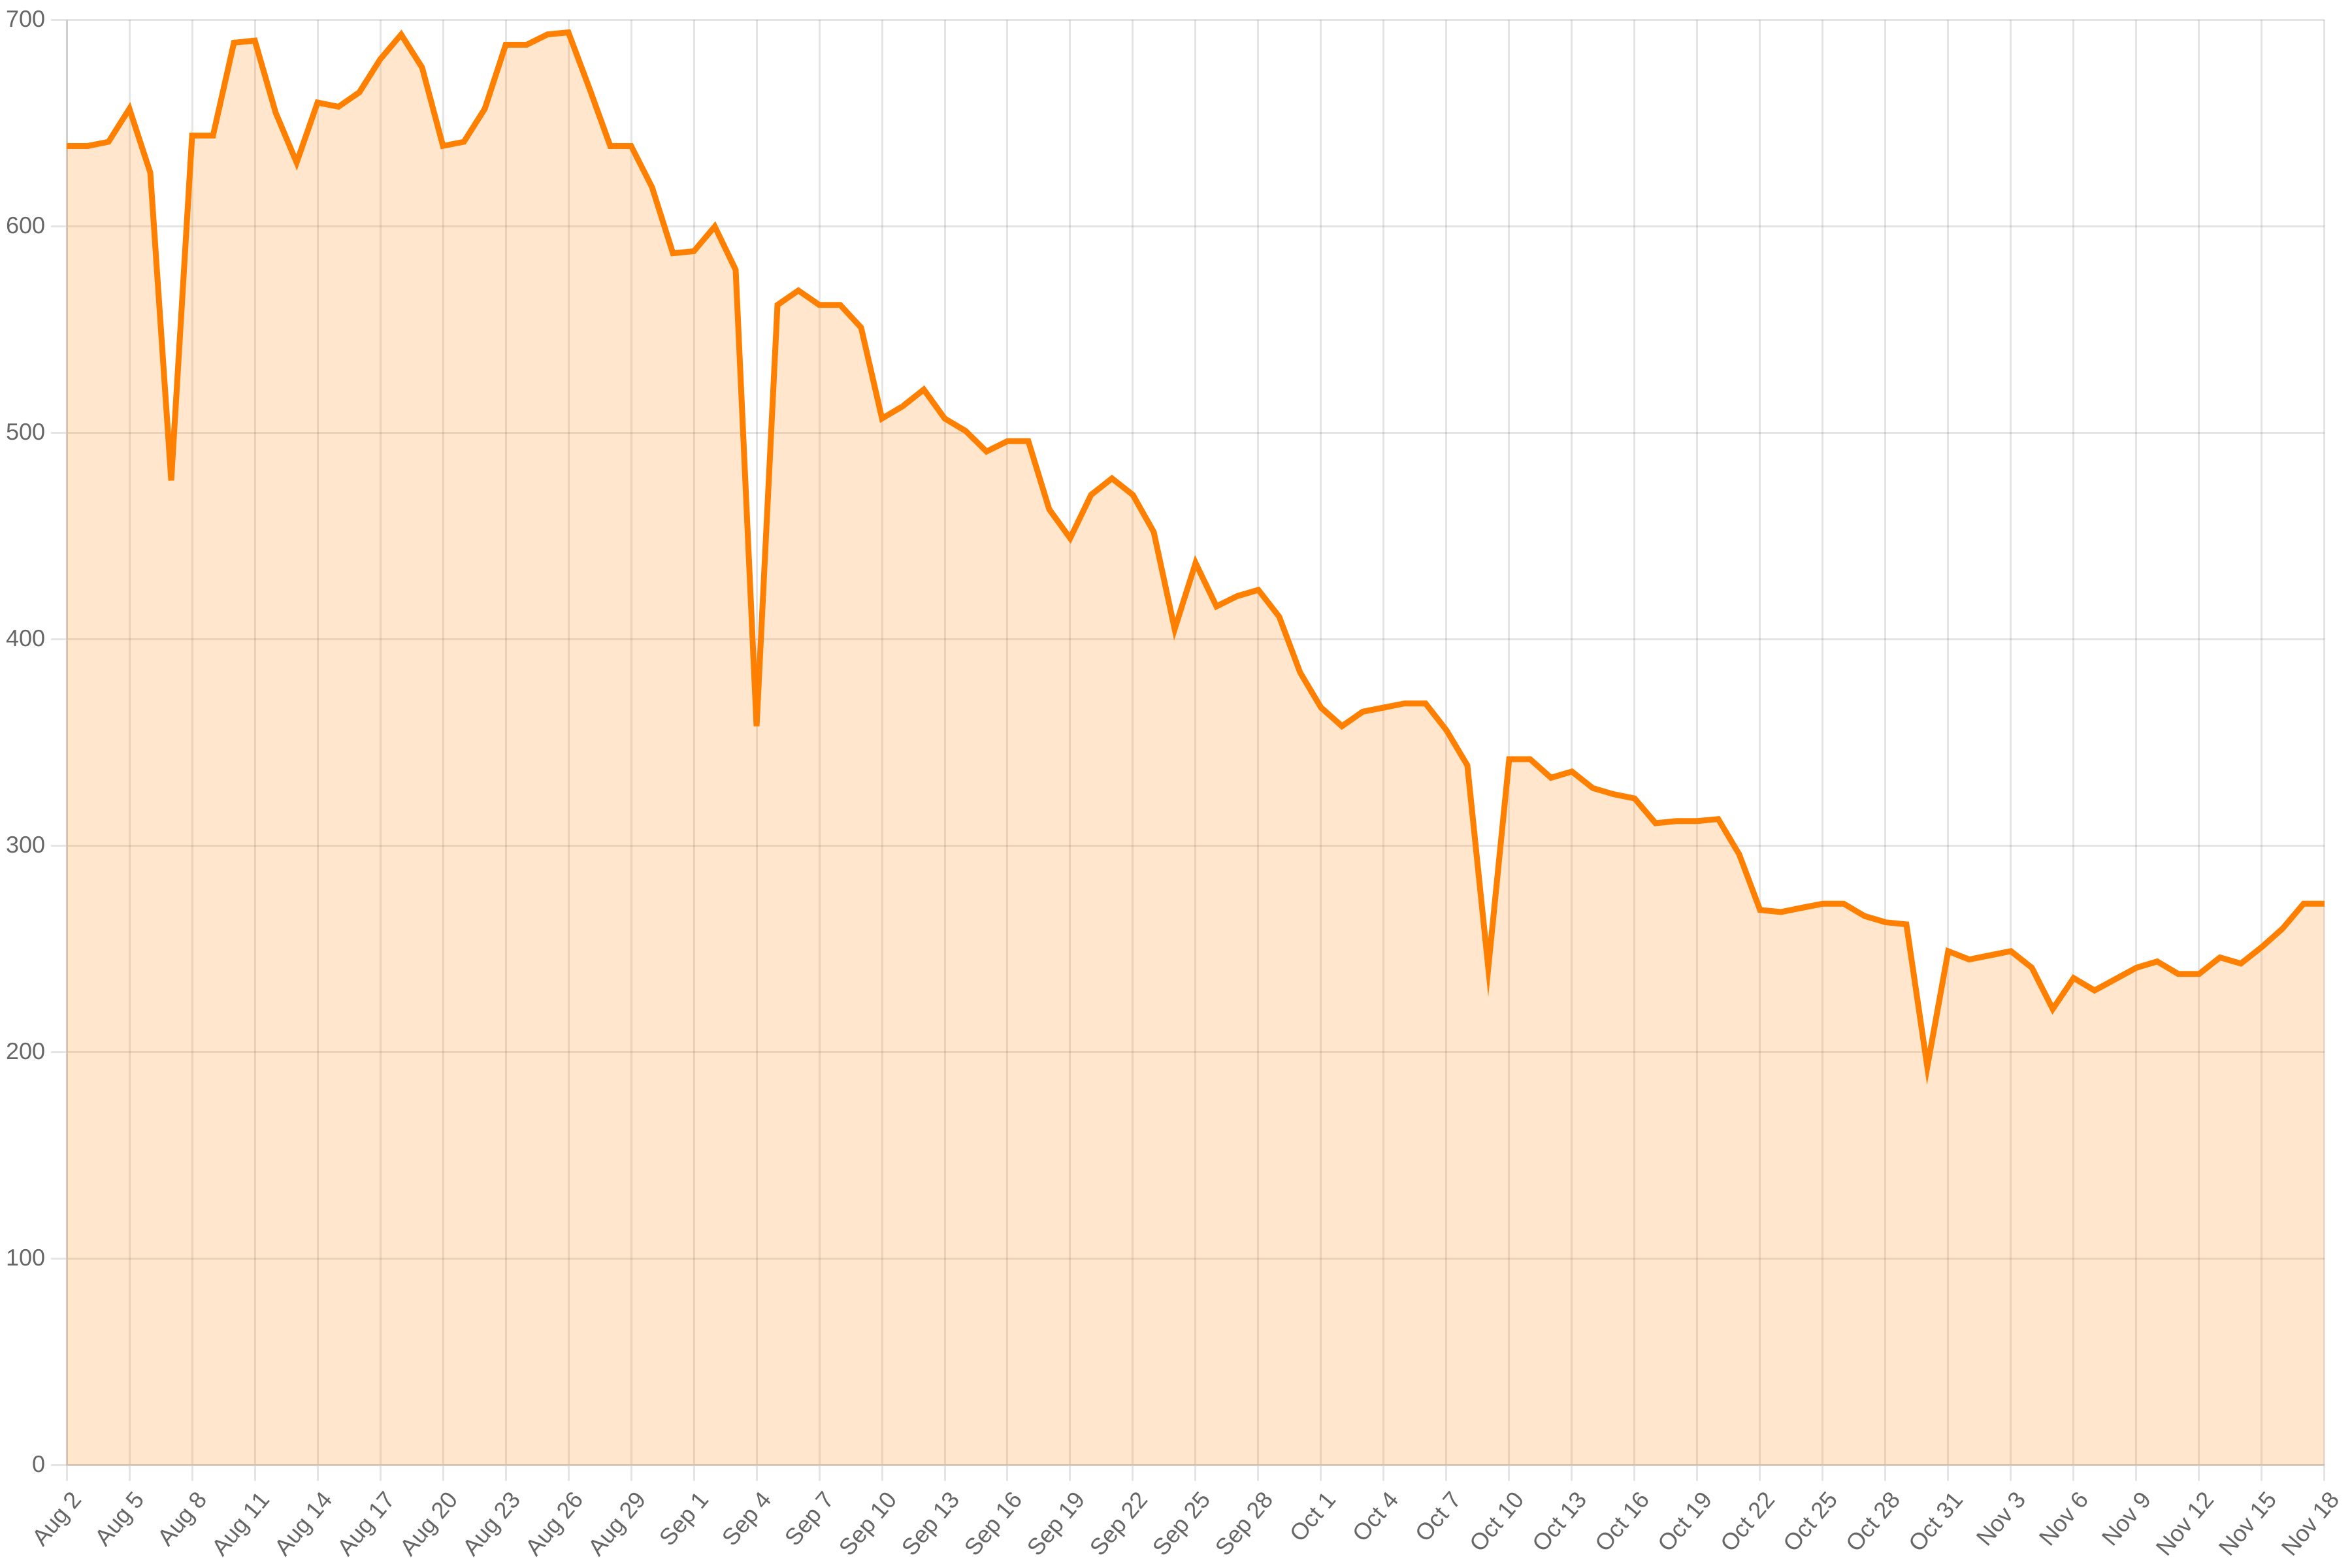 700
600
500
400
300
200
100
0
Aug 2
Aug 5
Aug 8
Aug 11
Aug 14
Aug 17
Aug 20
Aug 23
Aug 26
Aug 29
Sep 1
Sep 4
Sep 7
Sep 10
Sep 13
Sep 16
Sep 19
Sep 22
Sep 25
Sep 28
Oct 1
Oct 4
Oct 7
Oct 10
Oct 13
Oct 16
Oct 19
Oct 22
Oct 25
Oct 28
Oct 31
Nov 3
Nov 6
Nov 9
Nov 12
Nov 15
Nov 18